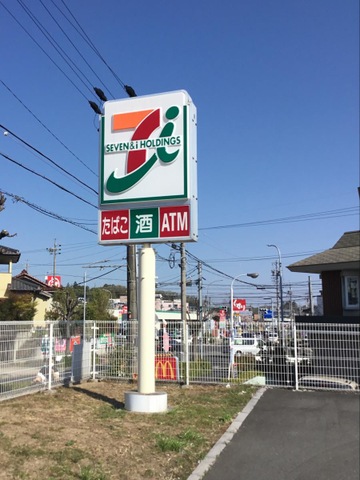 7i
SEVEN&i HOLDINGS
たばこ 酒 ATM